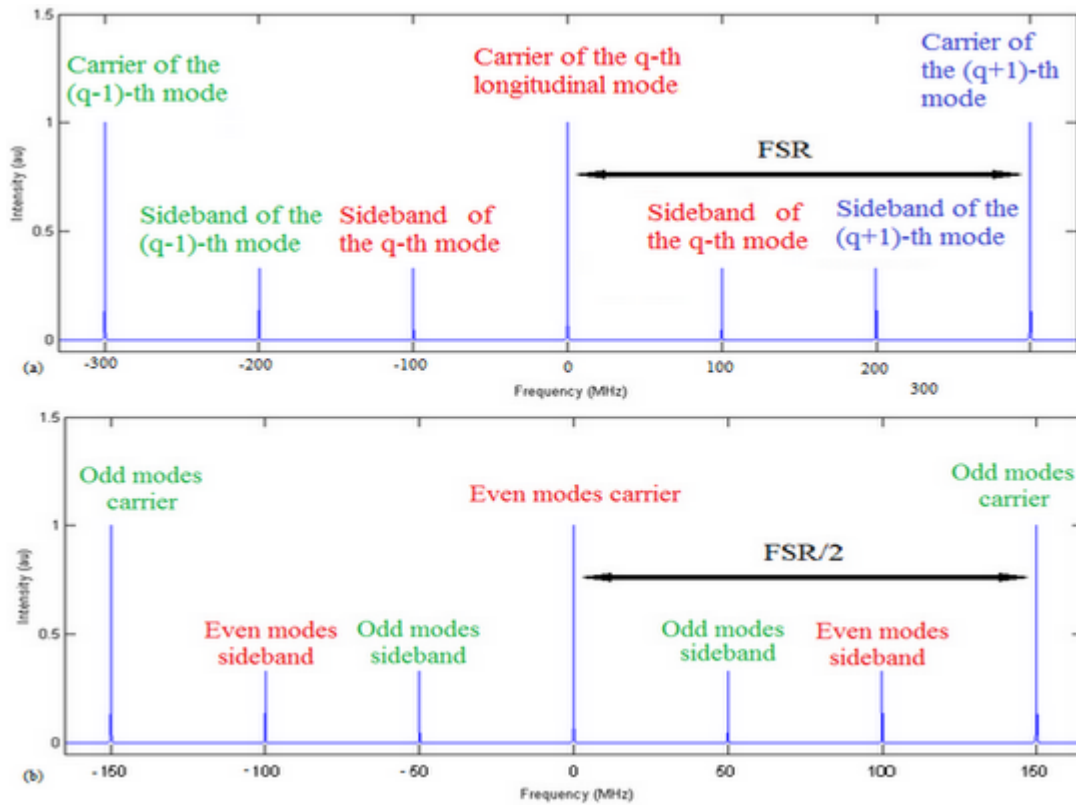 1.5
Carrier of the
(q-1)-th mode
Carrier of the q-th
longitudinal mode
Carrier of
the (q+1)-th
mode
1
FSR
Intensity (au)
Sideband of the
(q-1)-th mode
Sideband of
the q-th mode
Sideband of
the q-th mode
Sideband of the
(q+1)-th mode
0.5
0
(a)
-300
-200
-100
0
100
200
300
Frequency (MHz)
1.5
Odd modes
carrier
Even modes carrier
Odd modes
carrier
1
FSR/2
Intensity (au)
Even modes
sideband
Odd modes
sideband
Odd modes
sideband
Even modes
sideband
0.5
0
(b)
-150
-100
-50
0
50
100
150
Frequency (MHz)